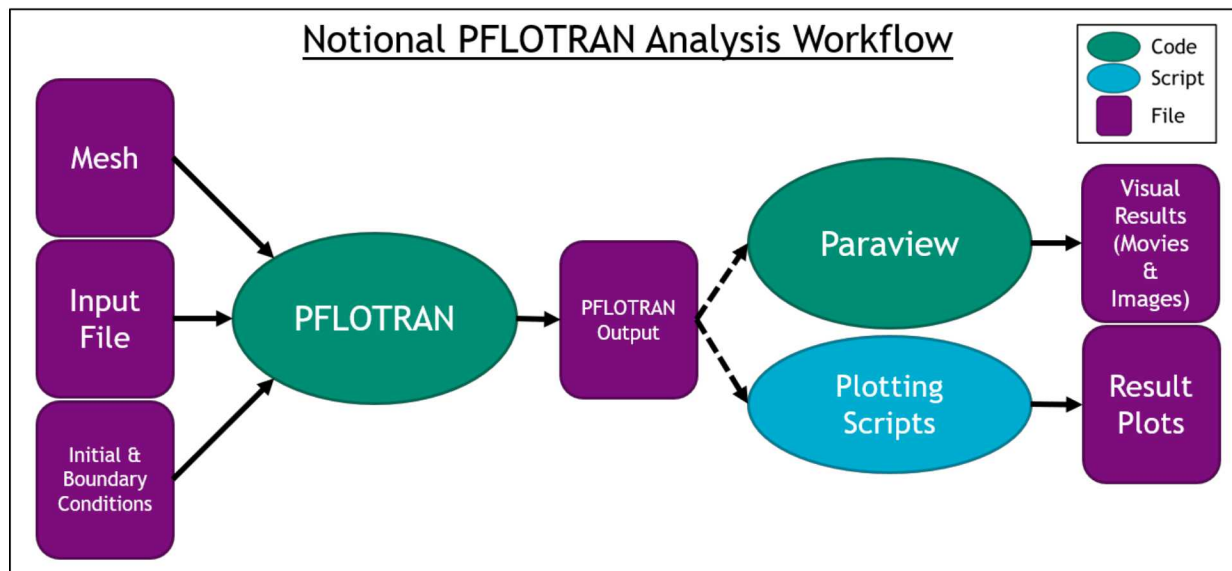 Notional PFLOTRAN Analysis Workflow
Code
Script
File
Mesh
Input
File
Initial &
Boundary
Conditions
PFLOTRAN
PFLOTRAN
Output
Paraview
Plotting
Scripts
Visual
Results
(Movies
&
Images)
Result
Plots